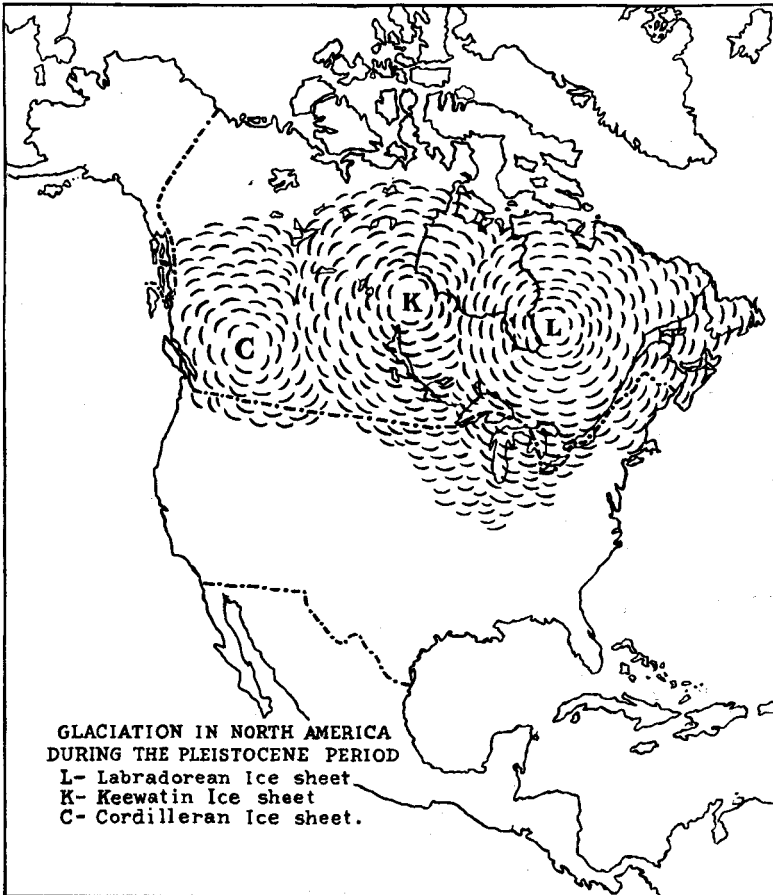 K
L
C
GLACIATION IN NORTH AMERICA
DURING THE PLEISTOCENE PERIOD
L- Labradorean Ice sheet
K- Keewatin Ice sheet
C- Cordilleran Ice sheet.